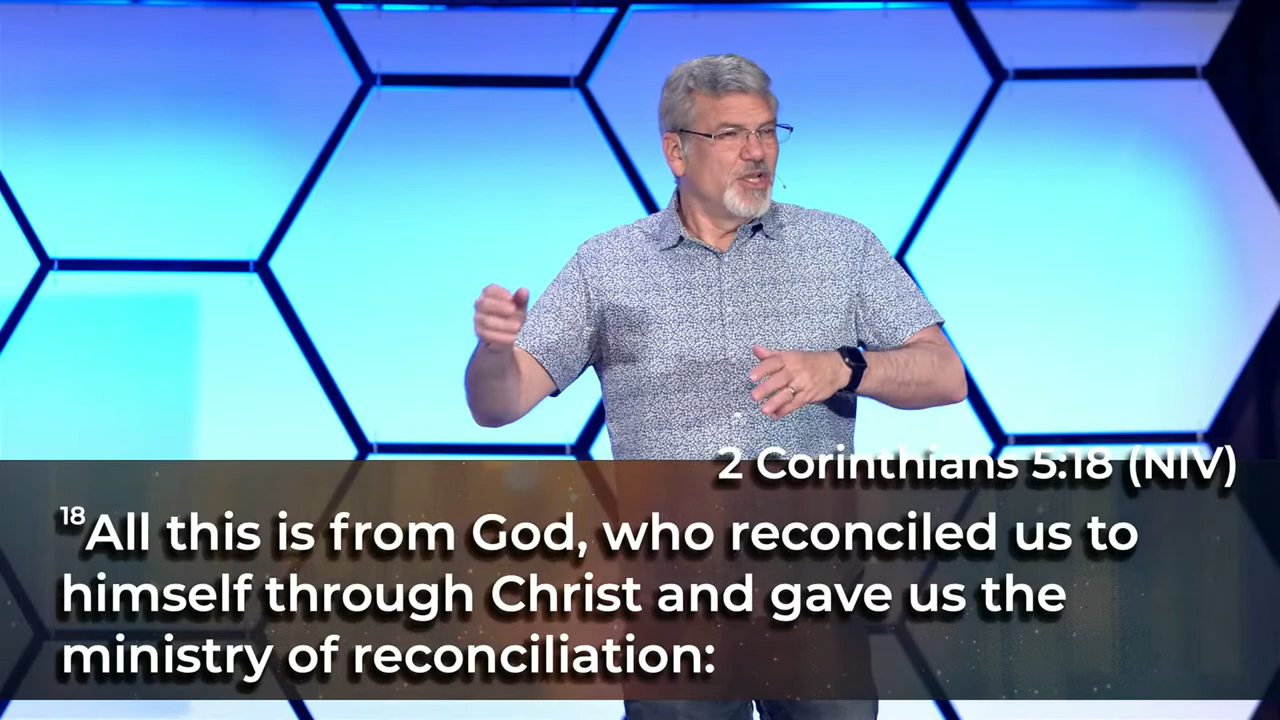 2 Corinthians 5:18 (NIV)
18All this is from God, who reconciled us to
himself through Christ and gave us the
ministry of reconciliation: